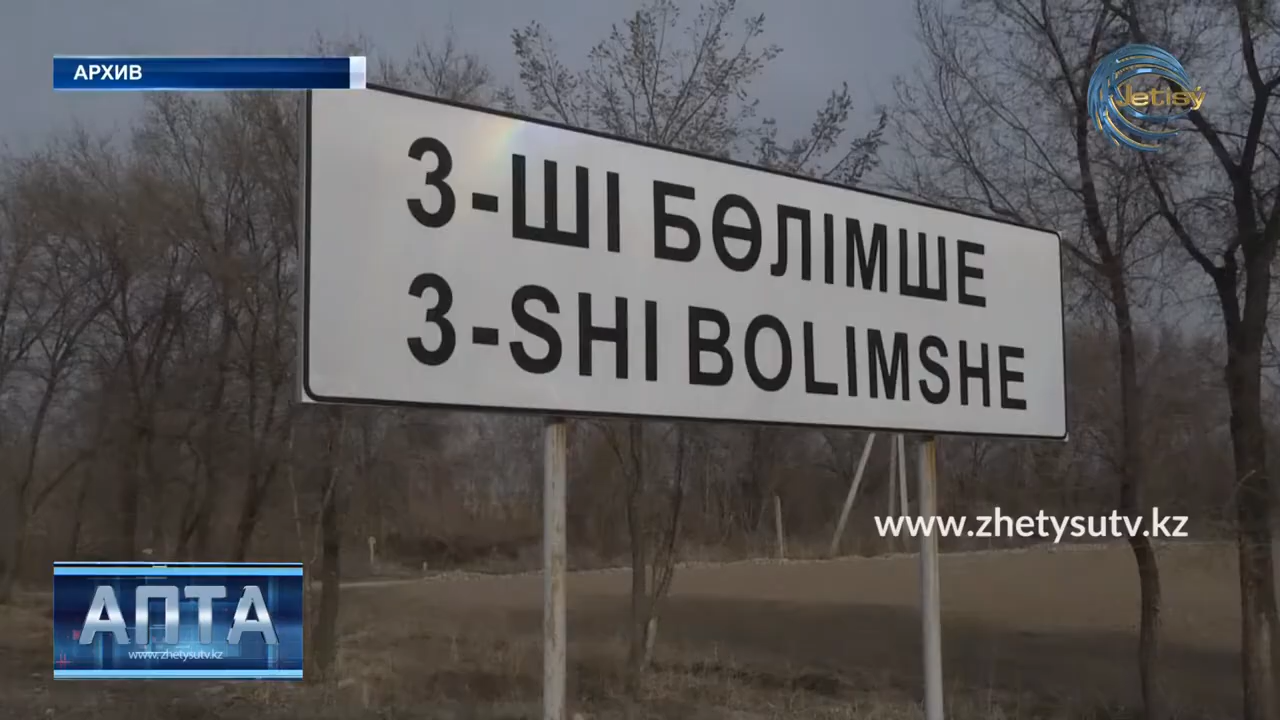 АРХИВ
Jetisý
3-ШІ БӨЛІМШЕ
3-SHI BOLIMSHE
www.zhetysutv.kz
АПТА
www.zhetysutv.kz